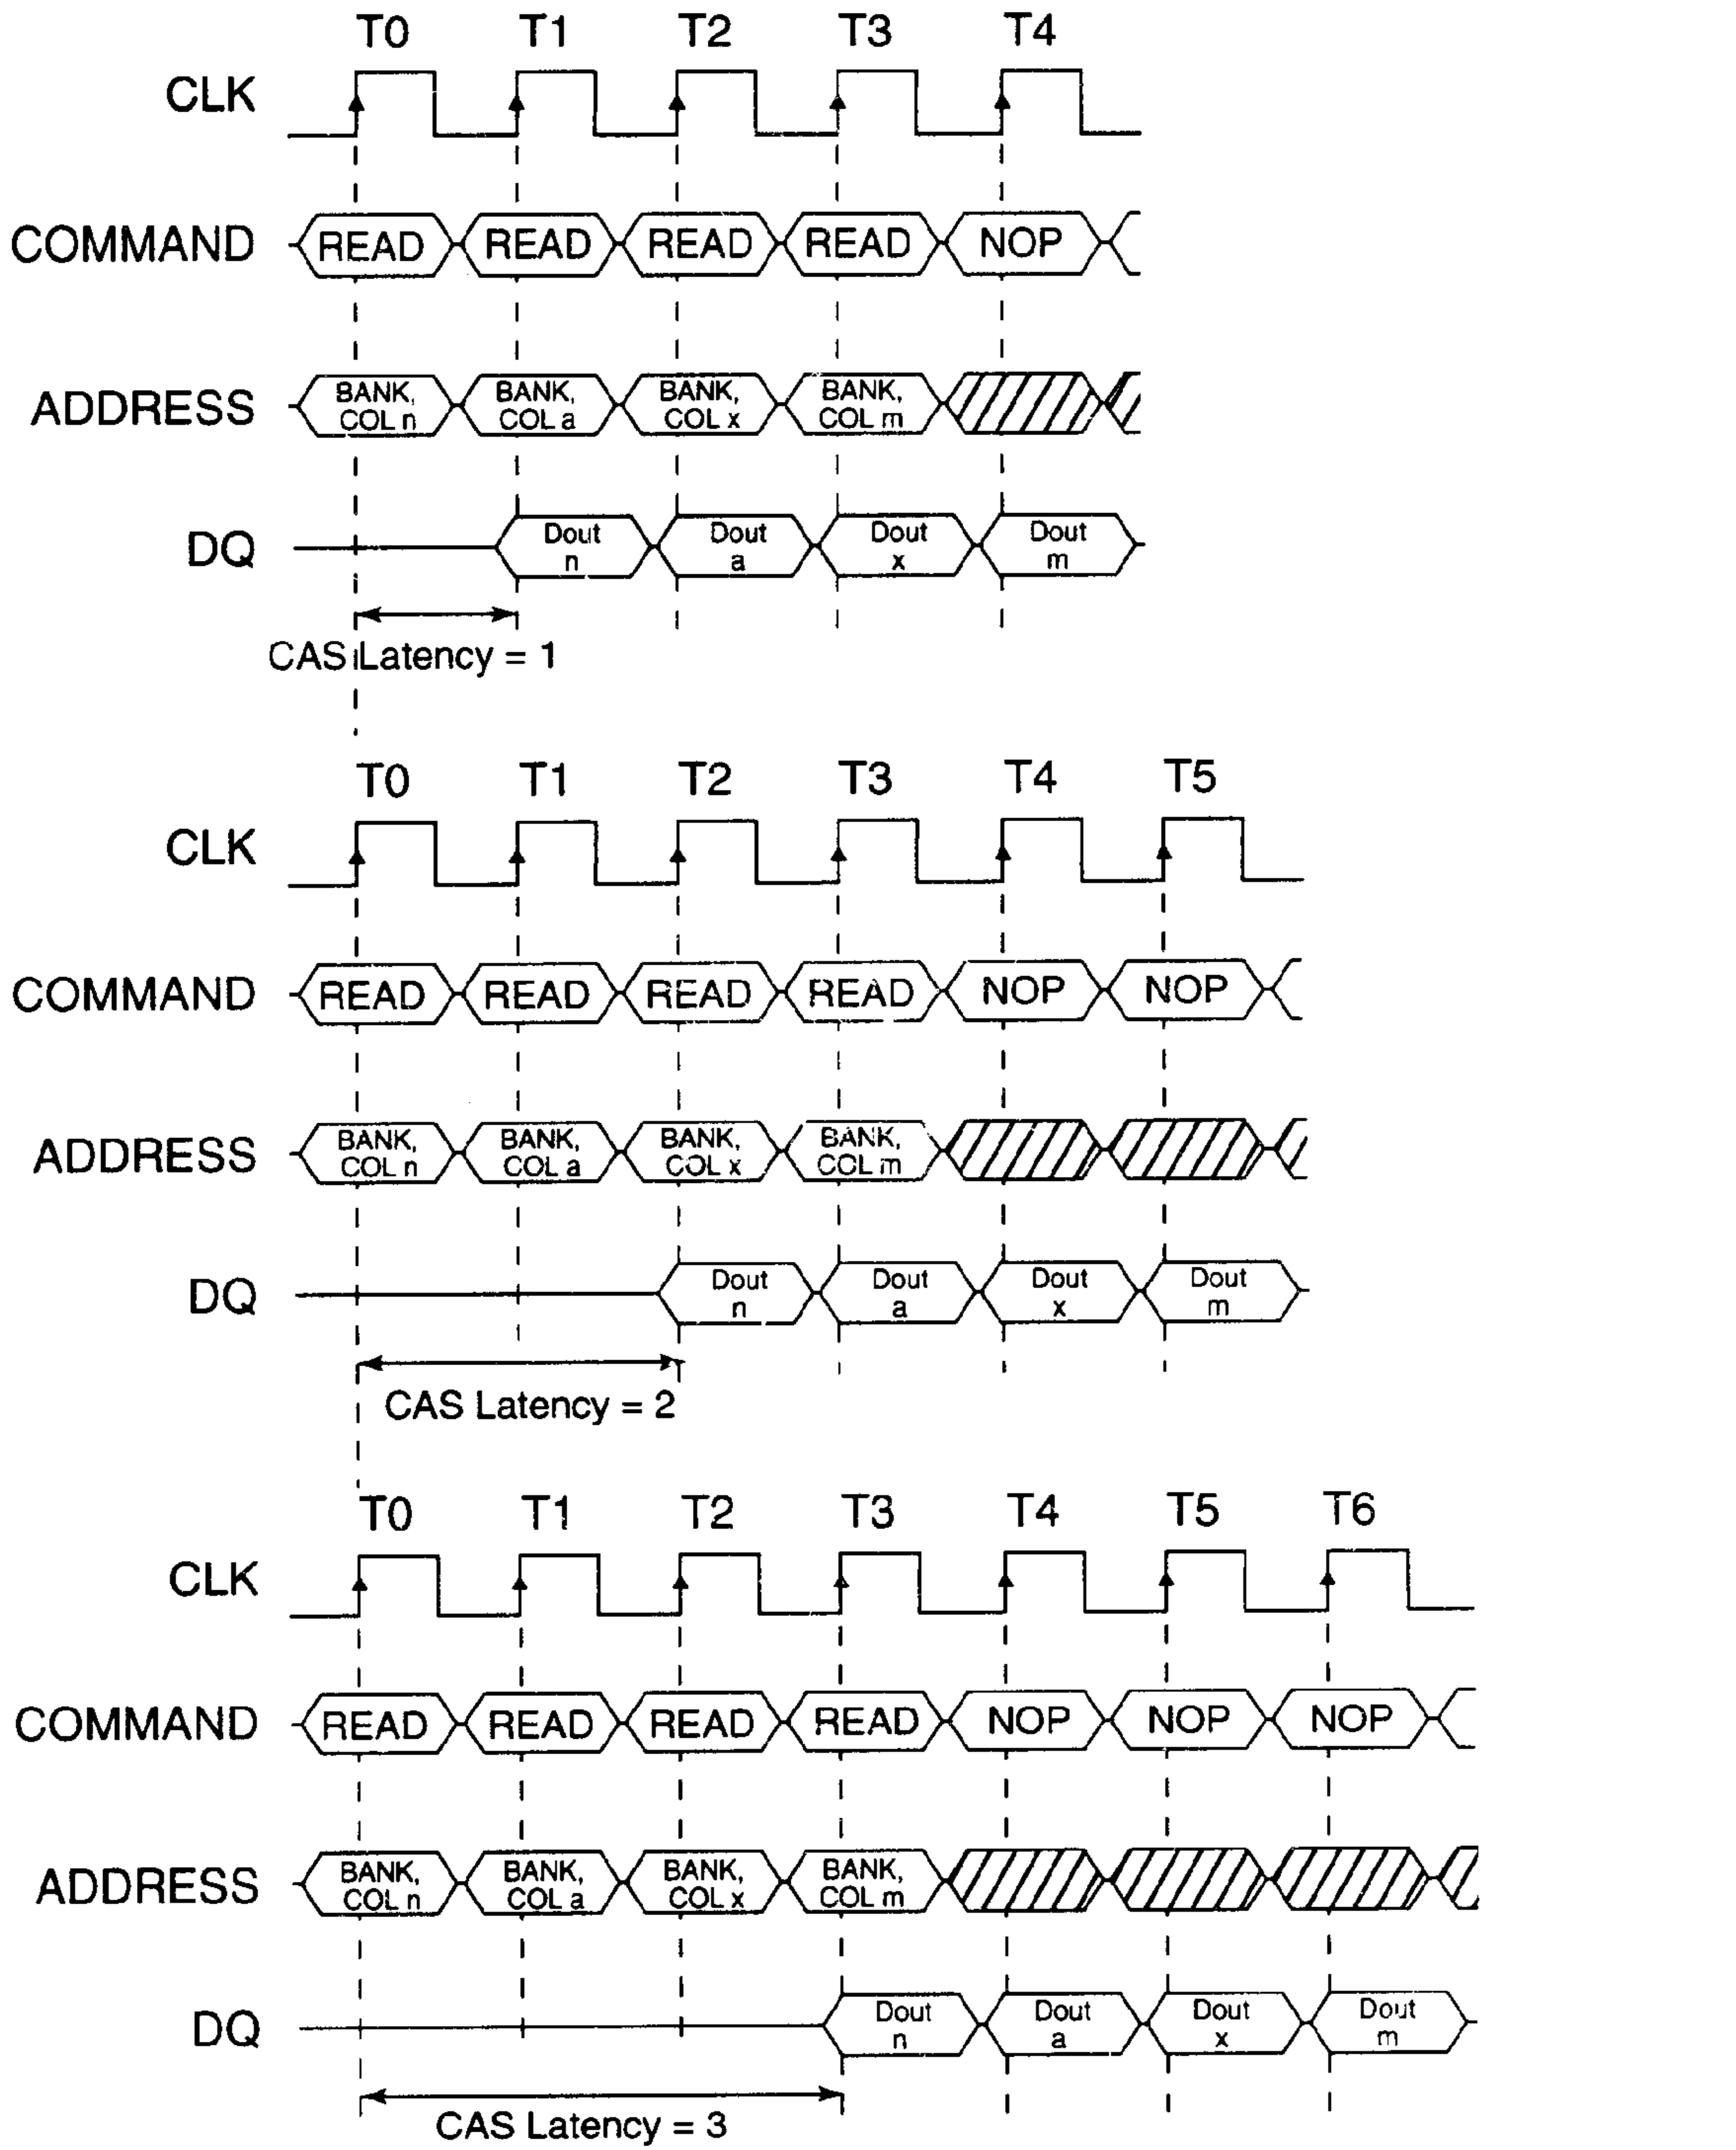 T0 T1 T2 T3 T4
CLK
COMMAND READ READ READ READ NOP
ADDRESS BANK, BANK, BANK, BANK,
COL n COL a COL x COL m
DQ Dout Dout Dout Dout
n a x m
CAS Latency = 1
T0 T1 T2 T3 T4 T5
CLK
COMMAND READ READ READ READ NOP NOP
ADDRESS BANK, BANK, BANK, BANK,
COL n COL a COL x COL m
DQ Dout Dout Dout Dout
n a x m
CAS Latency = 2
T0 T1 T2 T3 T4 T5 T6
CLK
COMMAND READ READ READ READ NOP NOP NOP
ADDRESS BANK, BANK, BANK, BANK,
COL n COL a COL x COL m
DQ Dout Dout Dout Dout
n a x m
CAS Latency = 3